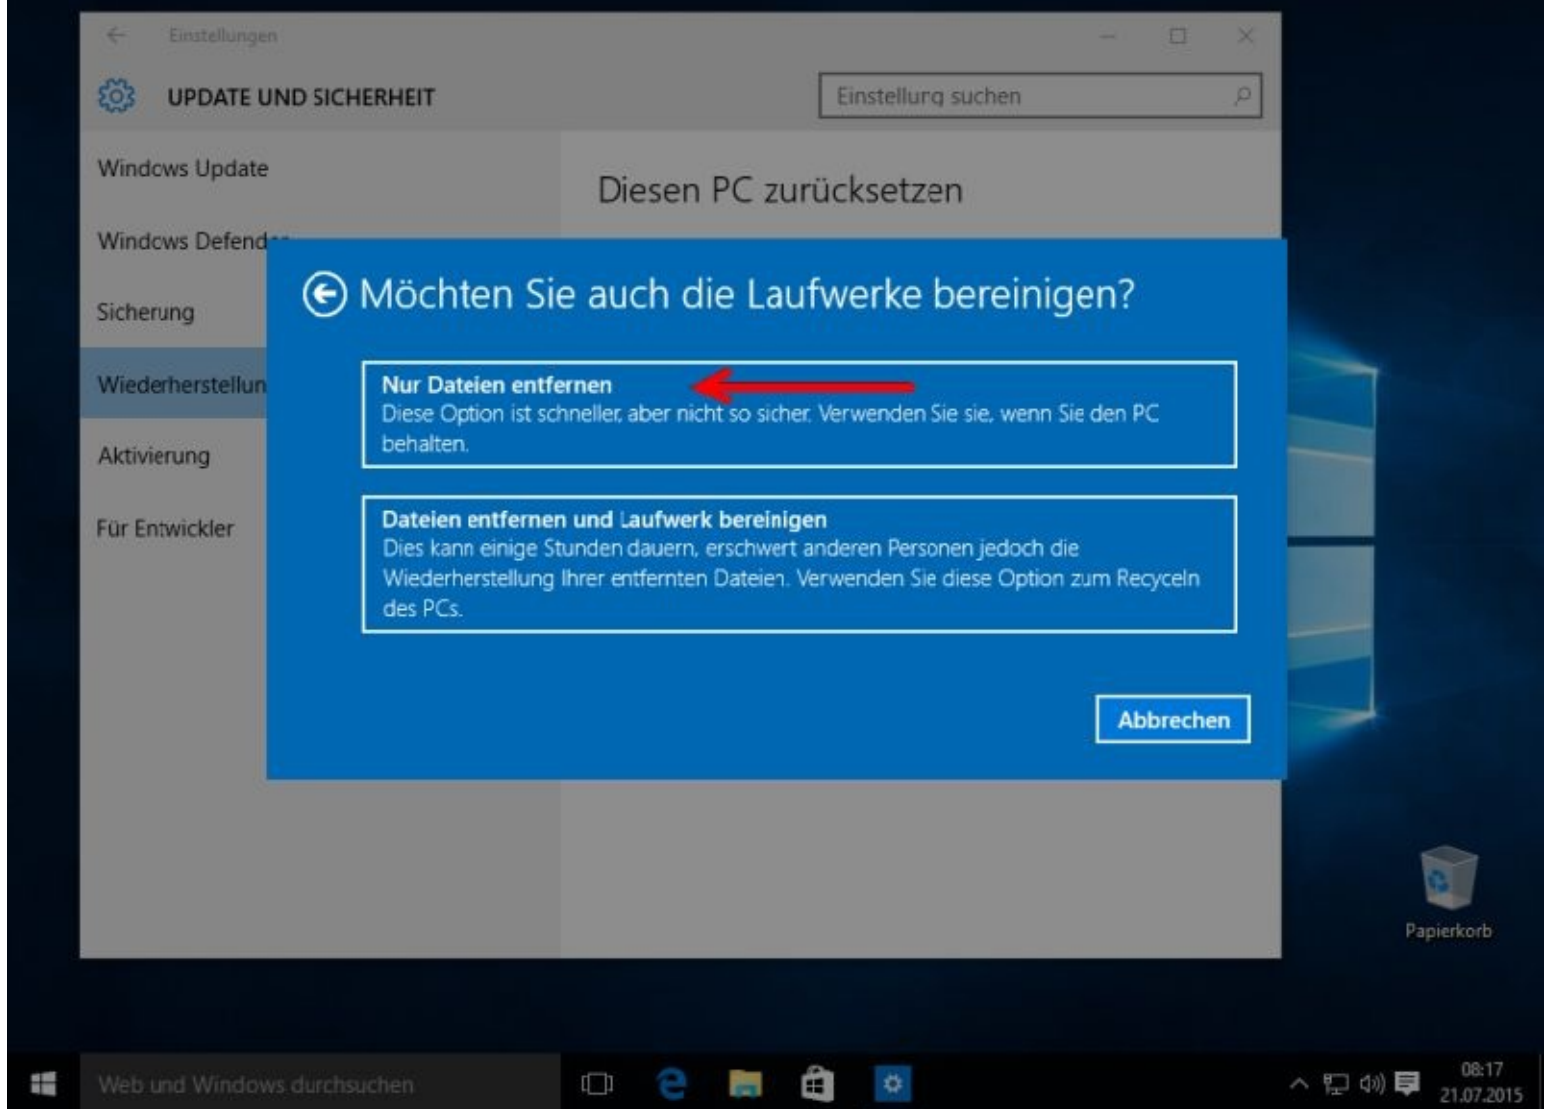 Einstellungen
UPDATE UND SICHERHEIT
Einstellung suchen
Windows Update
Diesen PC zurücksetzen
Windows Defender
Möchten Sie auch die Laufwerke bereinigen?
Sicherung
Nur Dateien entfernen
Wiederherstellun
Diese Option ist schneller, aber nicht so sicher. Verwenden Sie sie, wenn Sie den PC
behalten.
Aktivierung
Dateien entfernen und Laufwerk bereinigen
Für Entwickler
Dies kann einige Stunden dauern, erschwert anderen Personen jedoch die
Wiederherstellung Ihrer entfernten Dateien. Verwenden Sie diese Option zum Recyceln
des PCs.
Abbrechen
Papierkorb
Web und Windows durchsuchen
08:17
21.07.2015